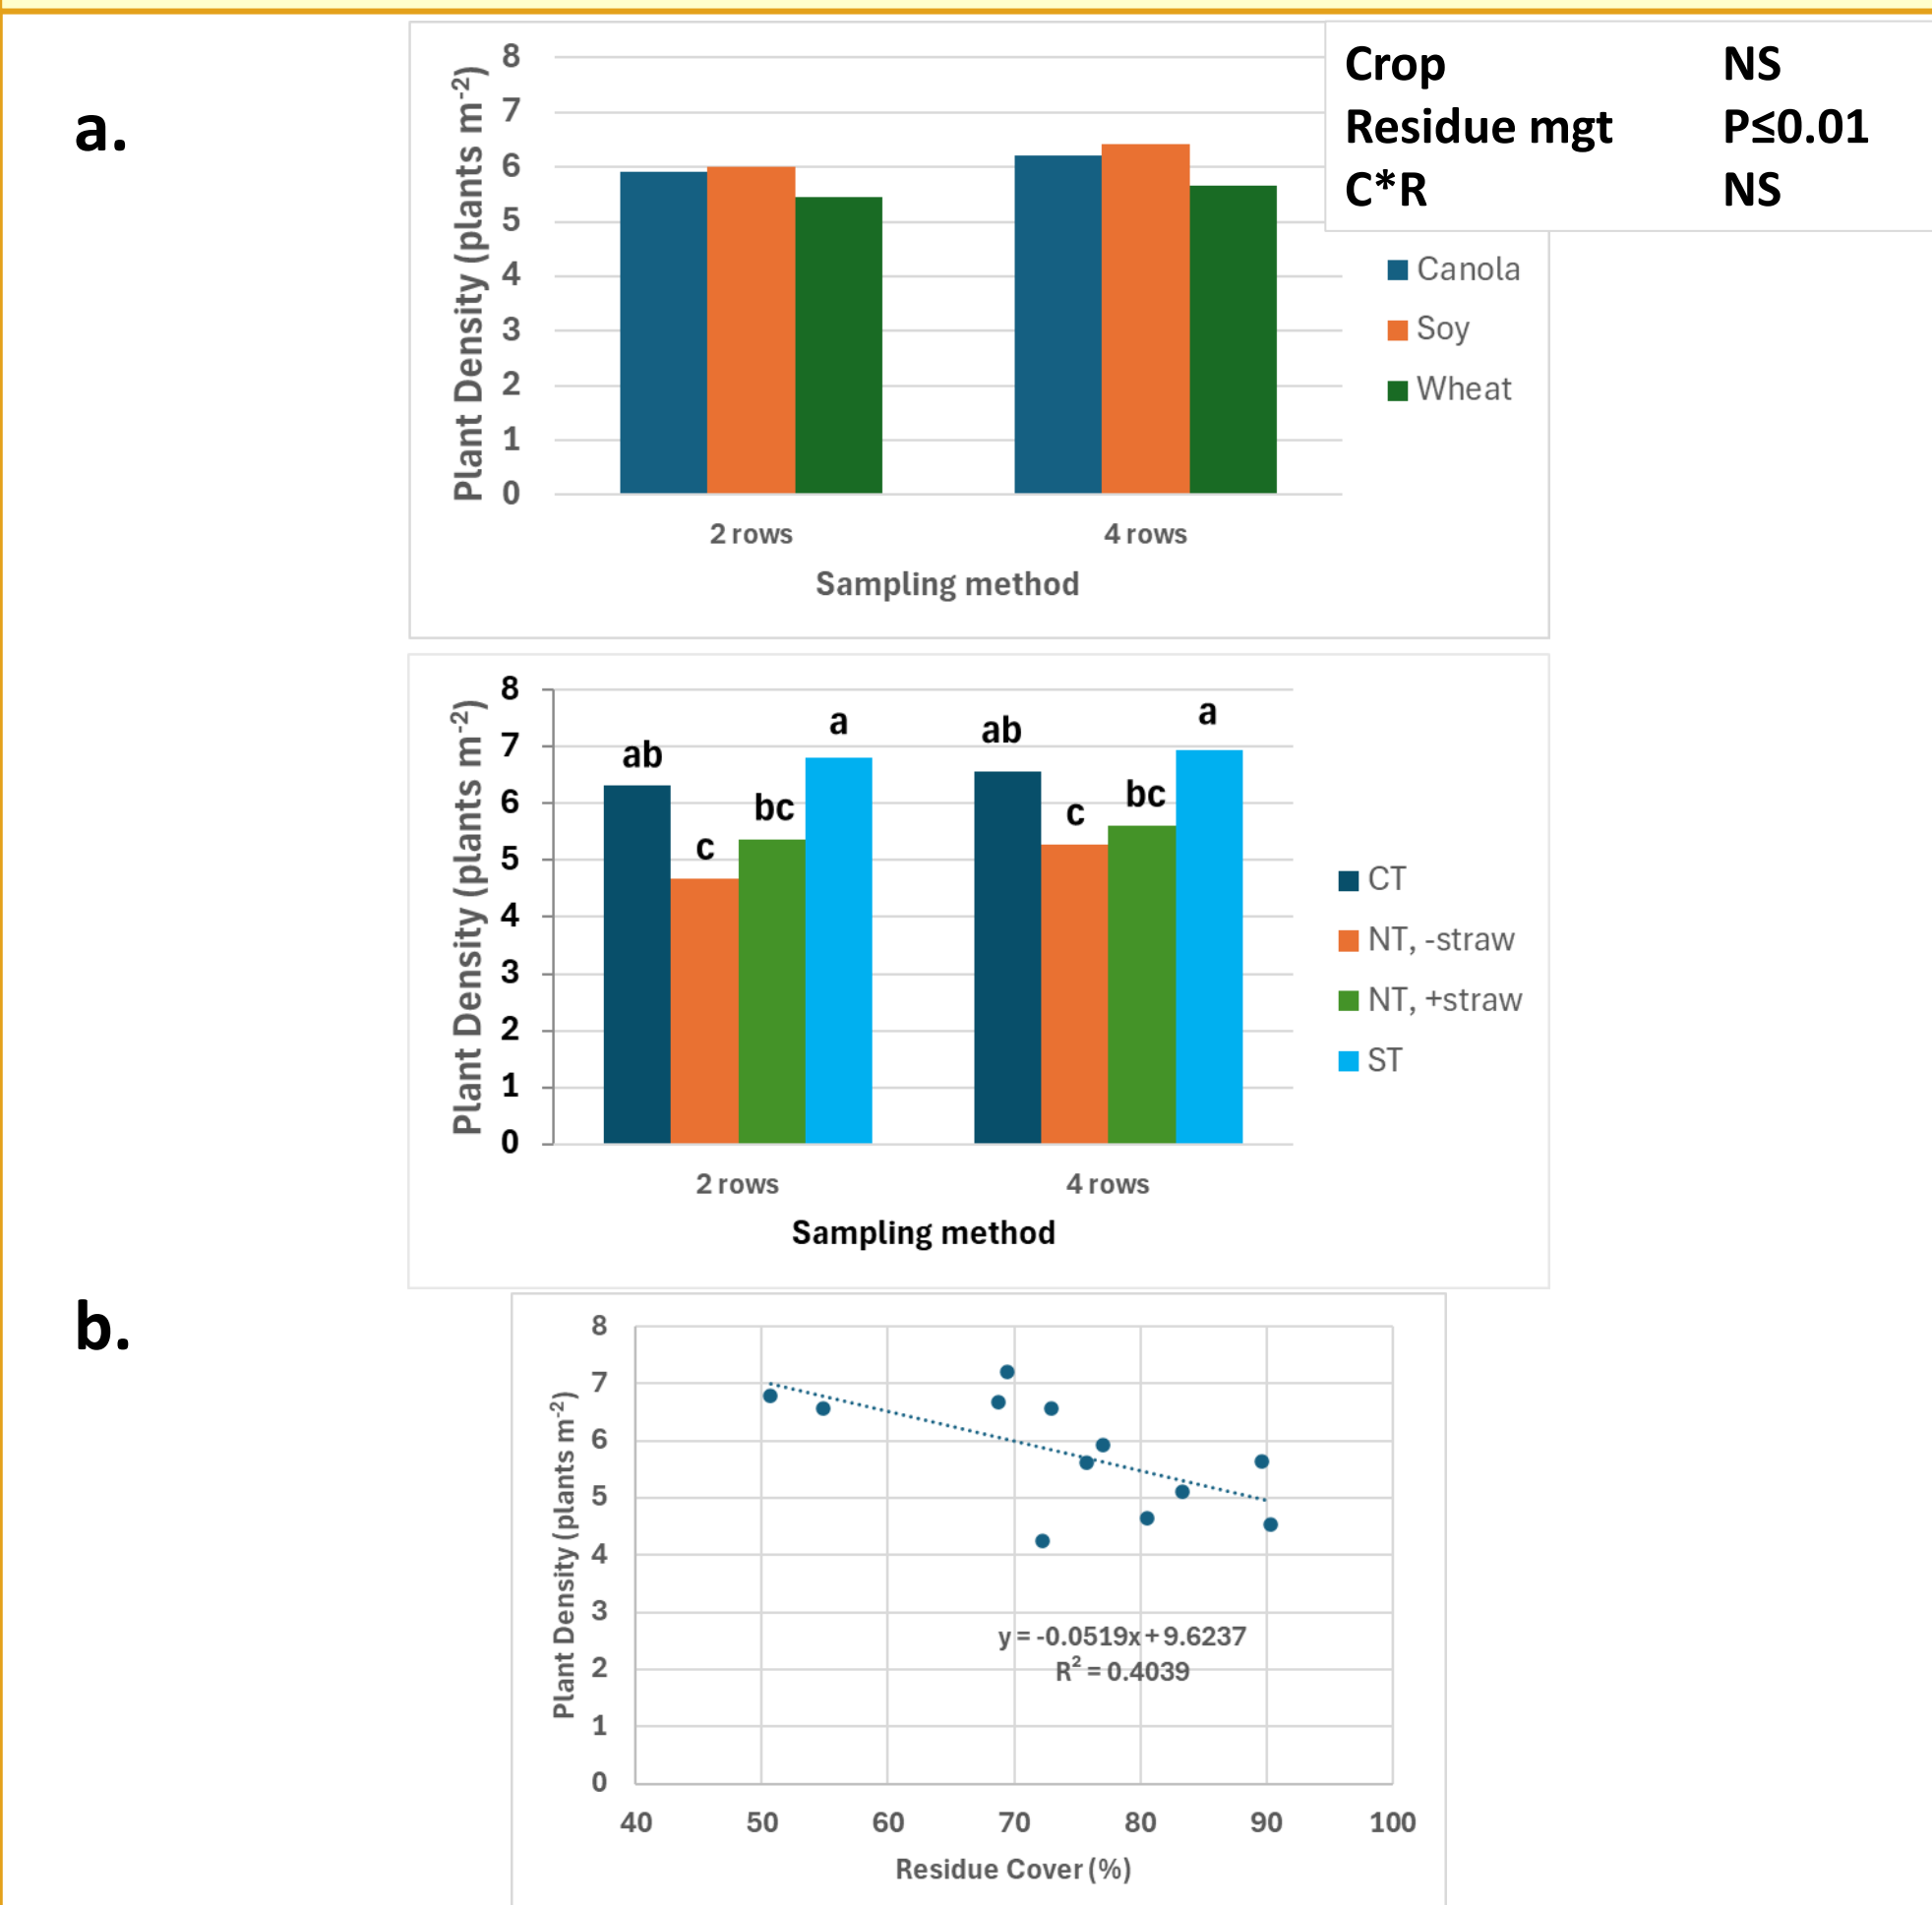 a.
Crop NS
Residue mgt P≤0.01
C*R NS
Plant Density (plants m⁻²)
8
7
6
5
4
3
2
1
0
2 rows 4 rows
Sampling method
Canola
Soy
Wheat
Plant Density (plants m⁻²)
8
7
6
5
4
3
2
1
0
ab c bc a ab c bc a
2 rows 4 rows
Sampling method
CT
NT, -straw
NT, +straw
ST
b.
Plant Density (plants m⁻²)
8
7
6
5
4
3
2
1
0
y = -0.0519x + 9.6237
R² = 0.4039
40 50 60 70 80 90 100
Residue Cover (%)